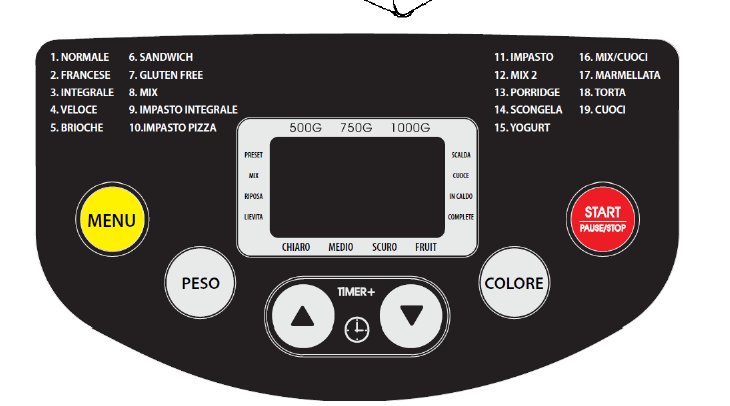 1. NORMALE
2. FRANCESE
3. INTEGRALE
4. VELOCE
5. BRIOCHE
6. SANDWICH
7. GLUTEN FREE
8. MIX
9. IMPASTO INTEGRALE
10.IMPASTO PIZZA
11. IMPASTO
12. MIX 2
13. PORRIDGE
14. SCONGELA
15. YOGURT
16. MIX/CUOCI
17. MARMELLATA
18. TORTA
19. CUOCI
500G 750G 1000G
PRESET
MIX
RIPOSA
LIEVITA
SCALDA
CUOCE
IN CALDO
COMPLETE
CHIARO MEDIO SCURO FRUIT
MENU
PESO
TIMER+
COLORE
START
PAUSE/STOP